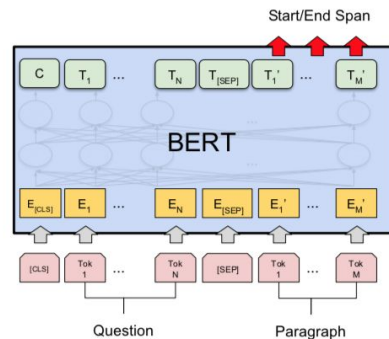 Start/End Span
C T1 ... TN T[SEP] T1' ... TM'
BERT
E[CLS] E1 ... EN E[SEP] E1' ... EM'
[CLS] Tok 1 ... Tok N [SEP] Tok 1 ... Tok M
Question Paragraph